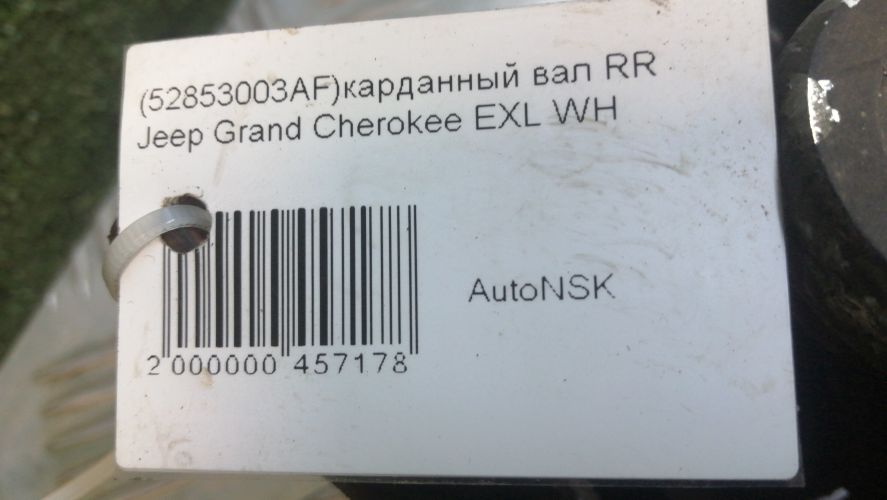 (52853003AF)карданный вал RR
Jeep Grand Cherokee EXL WH
AutoNSK
2 000000 457178